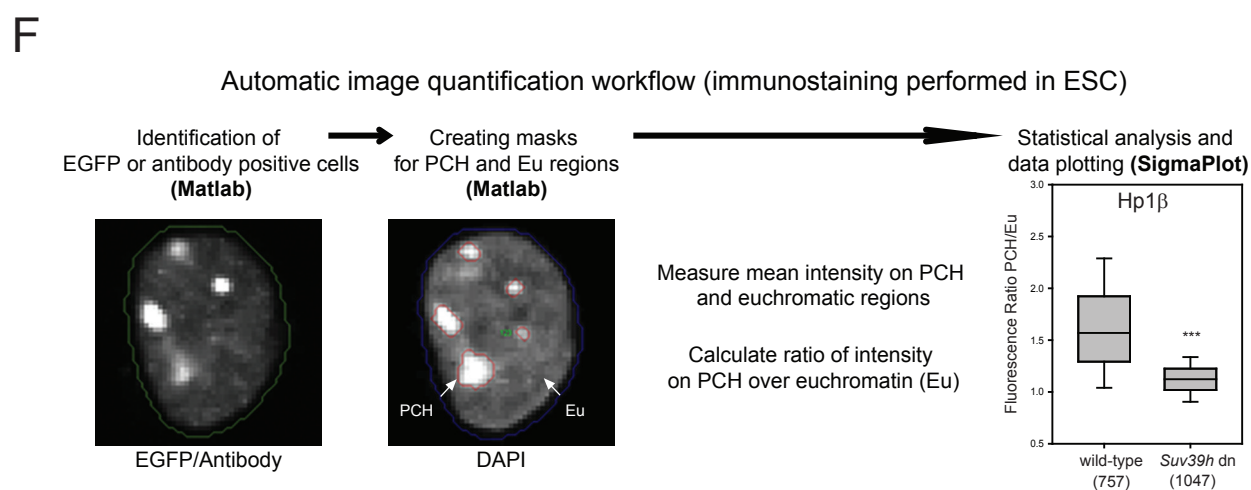 F
Automatic image quantification workflow (immunostaining performed in ESC)
Identification of
EGFP or antibody positive cells
(Matlab)
EGFP/Antibody
Creating masks
for PCH and Eu regions
(Matlab)
PCH
Eu
DAPI
Measure mean intensity on PCH
and euchromatic regions
Calculate ratio of intensity
on PCH over euchromatin (Eu)
Statistical analysis and
data plotting (SigmaPlot)
Hp1β
Fluorescence Ratio PCH/Eu
3.0
2.5
2.0
1.5
1.0
0.5
***
wild-type
(757)
Suv39h dn
(1047)